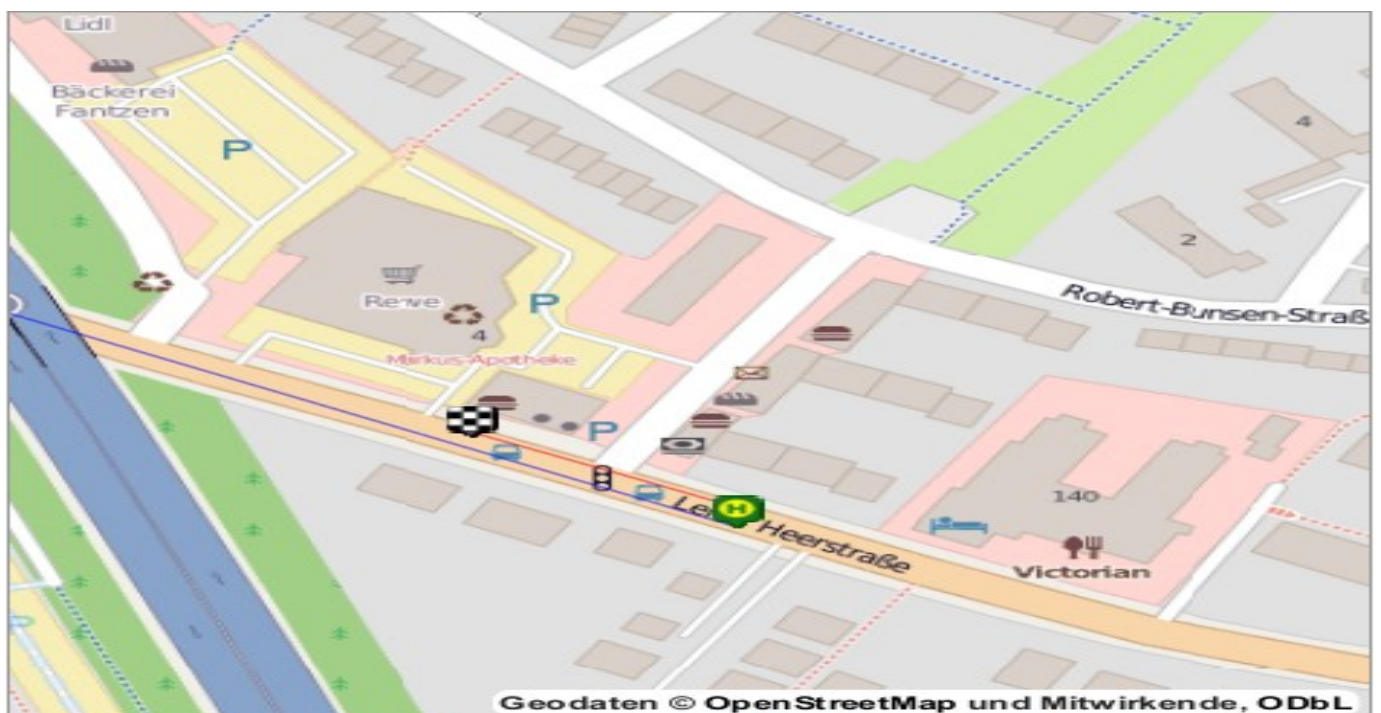 Lidl
Bäckerei
Fantzen
P
4
2
Robert-Bunsen-Straß
Rewe
P
4
Markus-Apotheke
P
H
Heerstraße
140
Victorian
Geodaten © OpenStreetMap und Mitwirkende, ODbL